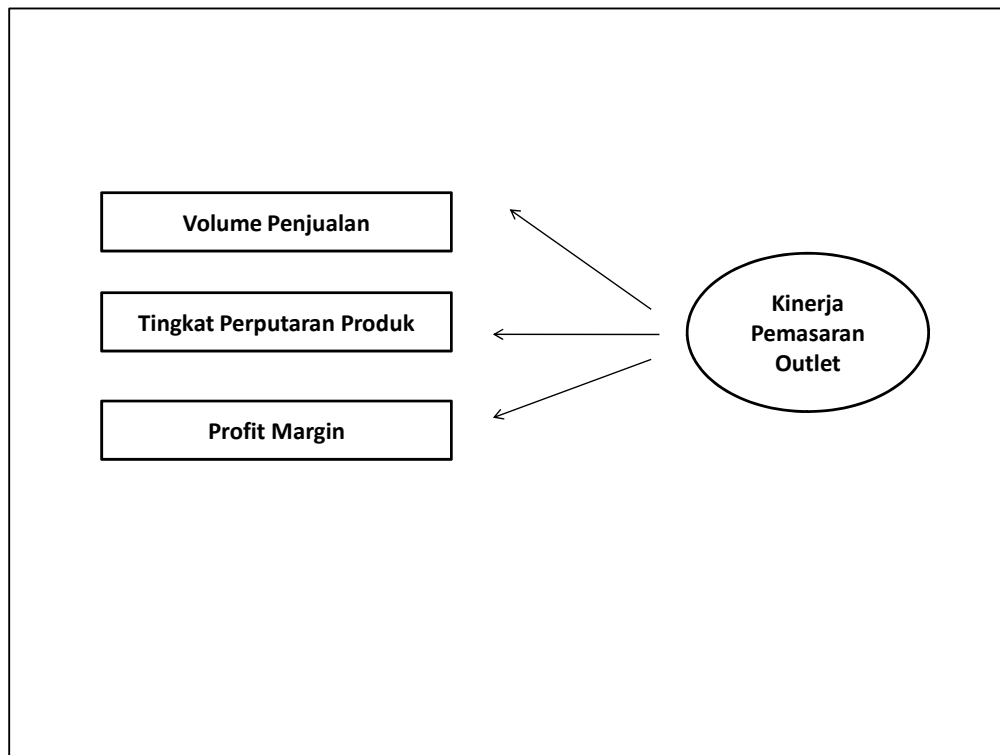 Volume Penjualan
Tingkat Perputaran Produk
Profit Margin
Kinerja
Pemasaran
Outlet